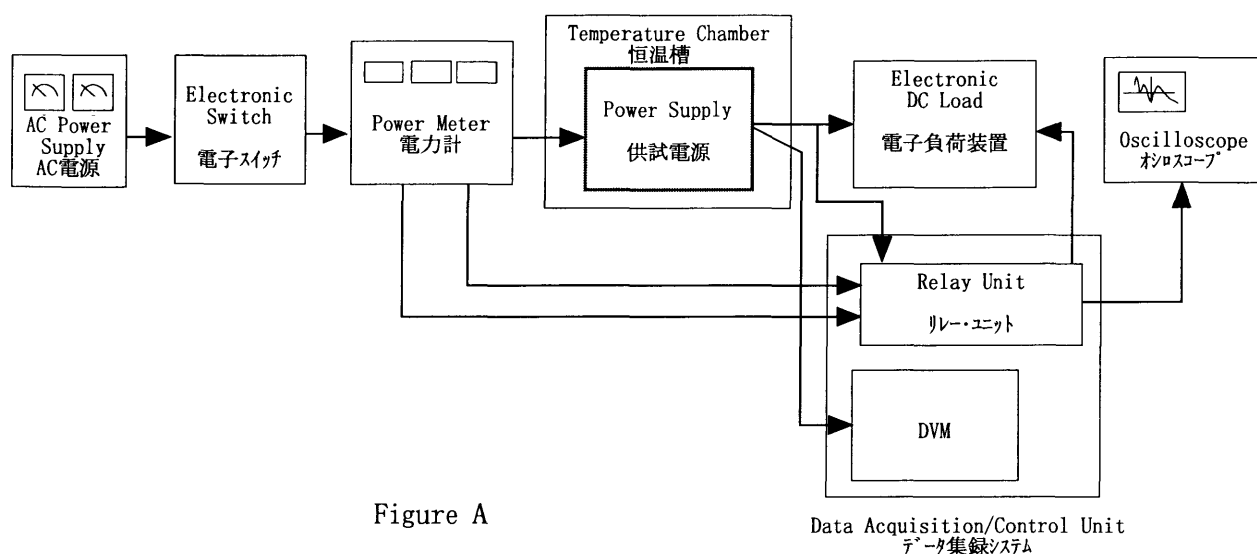 AC Power
Supply
AC電源
Electronic
Switch
電子スイッチ
Power Meter
電力計
Temperature Chamber
恒温槽
Power Supply
供試電源
Electronic
DC Load
電子負荷装置
Oscilloscope
オシロスコープ
Relay Unit
リレー・ユニット
DVM
Data Acquisition/Control Unit
データ集録システム
Figure A